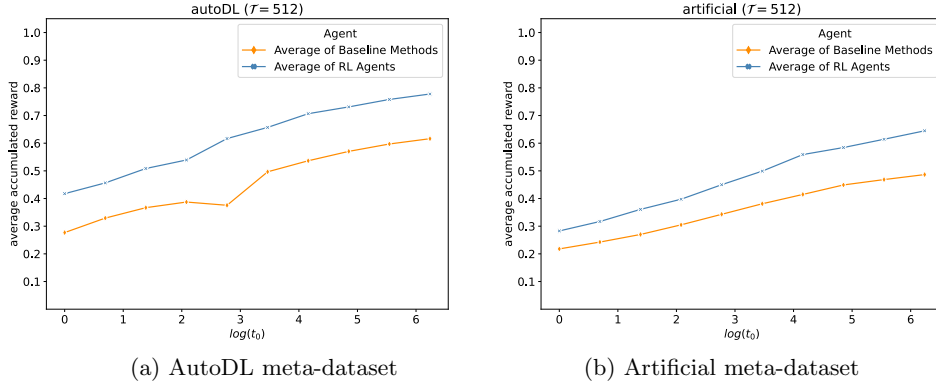 autoDL (𝒯 = 512)
1.0
0.9
0.8
0.7
0.6
0.5
0.4
0.3
0.2
0.1
average accumulated reward
Agent
Average of Baseline Methods
Average of RL Agents
0 1 2 3 4 5 6
log(t₀)
(a) AutoDL meta-dataset
artificial (𝒯 = 512)
1.0
0.9
0.8
0.7
0.6
0.5
0.4
0.3
0.2
0.1
average accumulated reward
Agent
Average of Baseline Methods
Average of RL Agents
0 1 2 3 4 5 6
log(t₀)
(b) Artificial meta-dataset